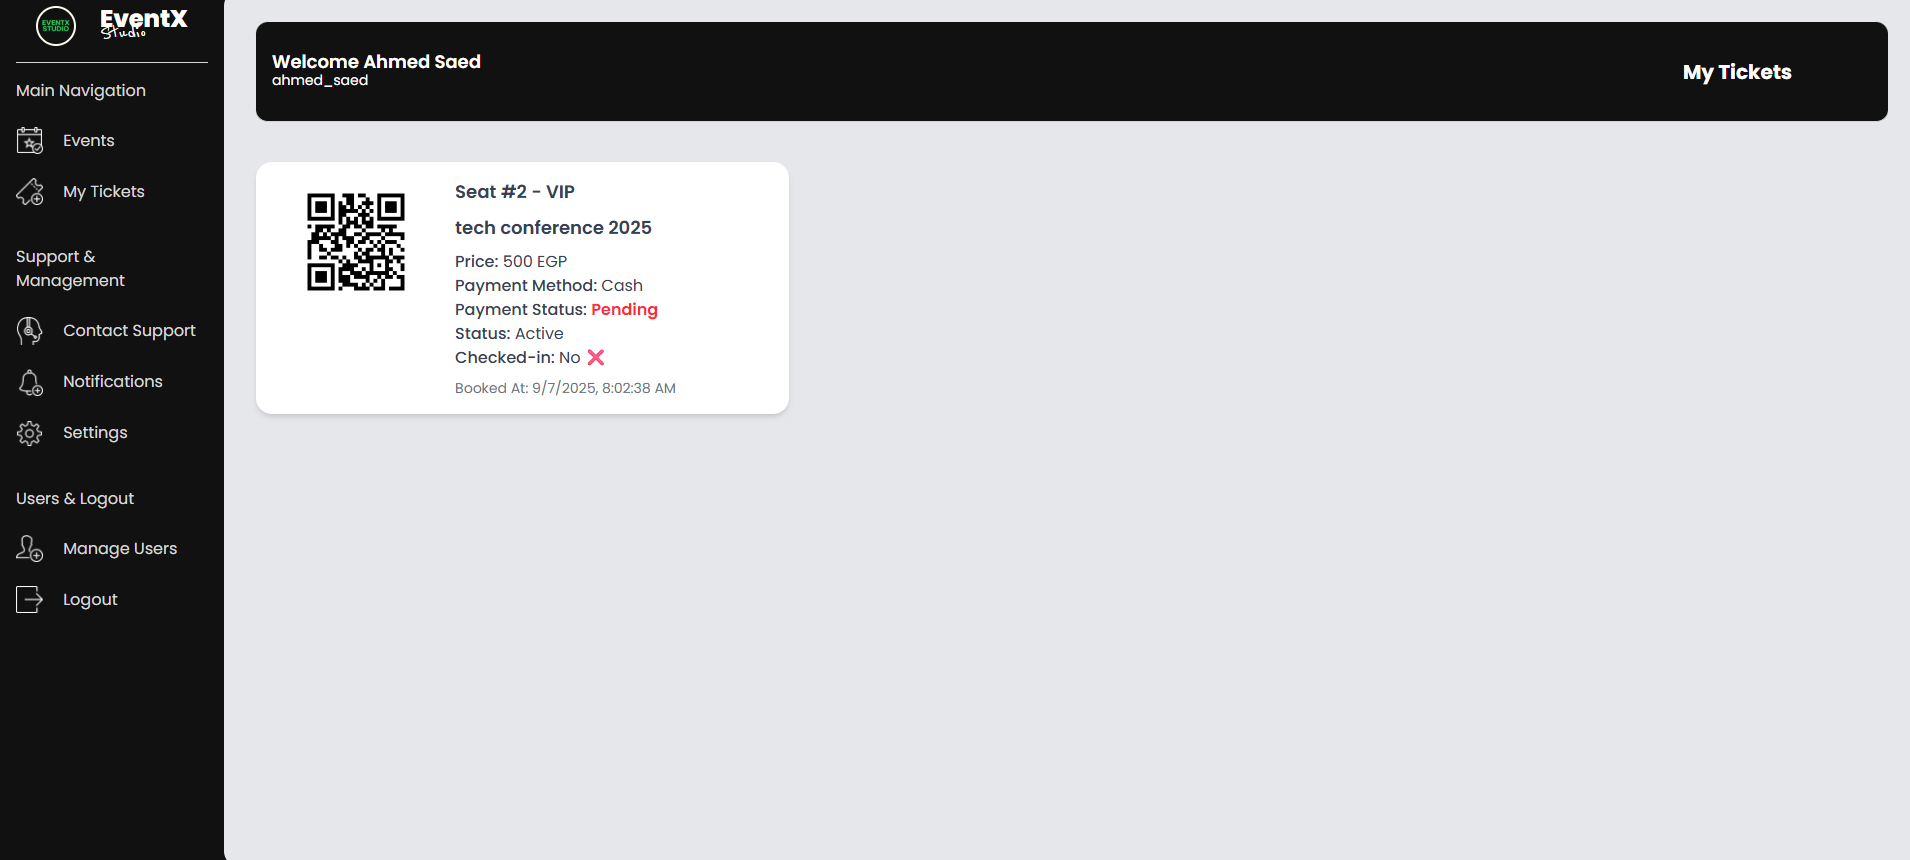 EVENTX
STUDIO
EventX
Studio
Main Navigation
Events
My Tickets
Support &
Management
Contact Support
Notifications
Settings
Users & Logout
Manage Users
Logout
Welcome Ahmed Saed
ahmed_saed
My Tickets
Seat #2 - VIP
tech conference 2025
Price: 500 EGP
Payment Method: Cash
Payment Status: Pending
Status: Active
Checked-in: No ❌
Booked At: 9/7/2025, 8:02:38 AM